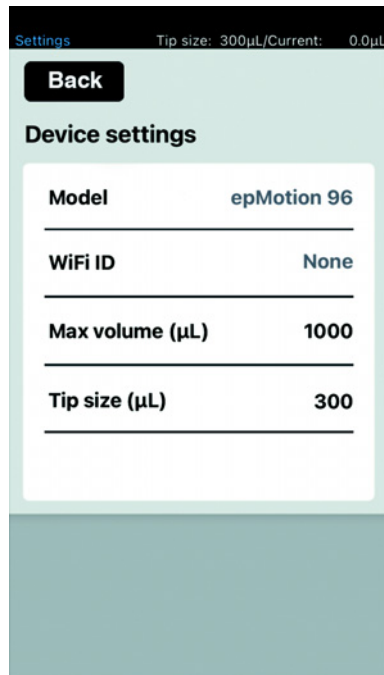 Settings Tip size: 300µL/Current: 0.0µL
Back
Device settings
Model epMotion 96
WiFi ID None
Max volume (µL) 1000
Tip size (µL) 300